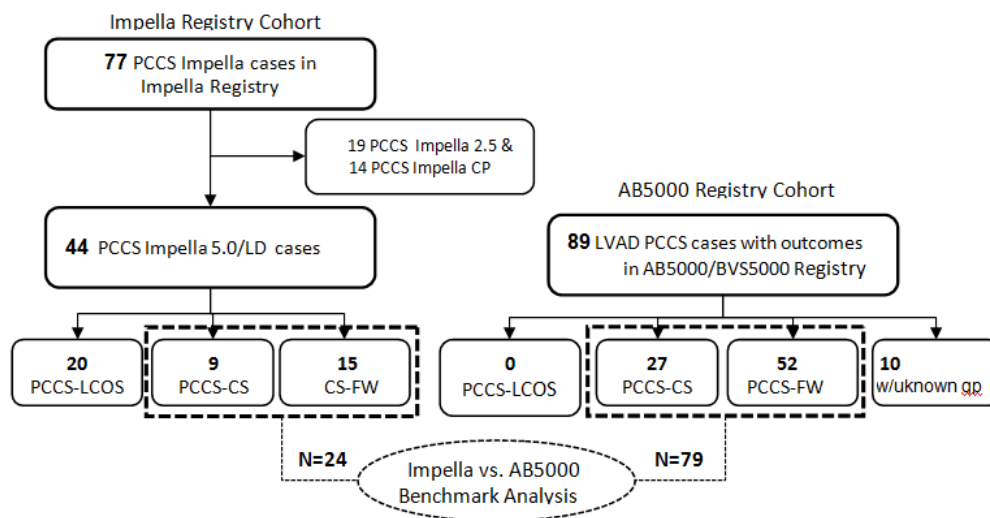 Impella Registry Cohort
77 PCCS Impella cases in
Impella Registry
19 PCCS Impella 2.5 &
14 PCCS Impella CP
44 PCCS Impella 5.0/LD cases
20
PCCS-LCOS
9
PCCS-CS
15
CS-FW
N=24
AB5000 Registry Cohort
89 LVAD PCCS cases with outcomes
in AB5000/BVS5000 Registry
0
PCCS-LCOS
27
PCCS-CS
52
PCCS-FW
10
w/uknown gp
N=79
Impella vs. AB5000
Benchmark Analysis